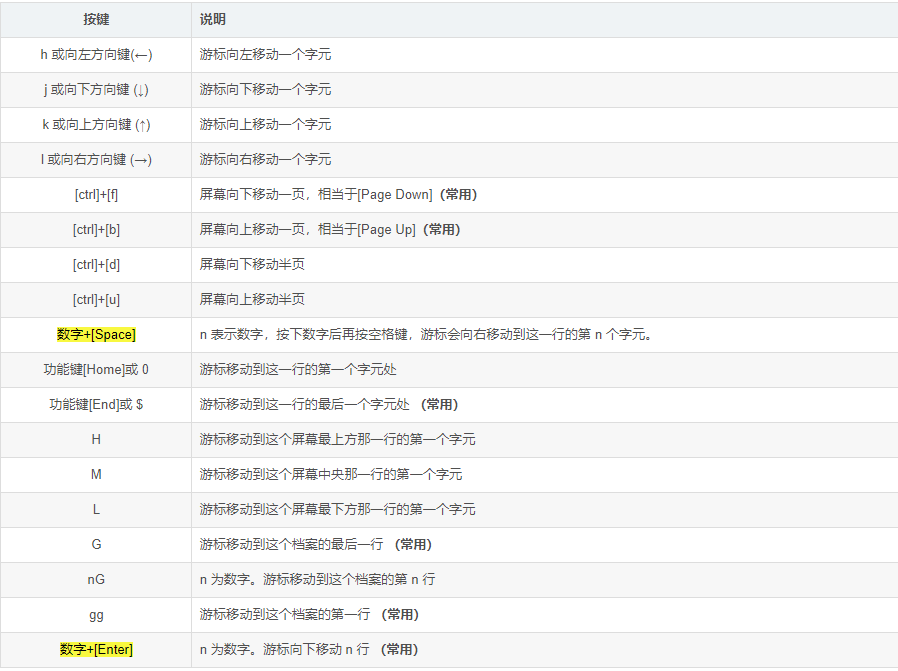 按键 说明
h 或向左方向键(←) 游标向左移动一个字元
j 或向下方向键 (↓) 游标向下移动一个字元
k 或向上方向键 (↑) 游标向上移动一个字元
l 或向右方向键 (→) 游标向右移动一个字元
[ctrl]+[f] 屏幕向下移动一页，相当于[Page Down]（常用）
[ctrl]+[b] 屏幕向上移动一页，相当于[Page Up]（常用）
[ctrl]+[d] 屏幕向下移动半页
[ctrl]+[u] 屏幕向上移动半页
数字+[Space] n 表示数字，按下数字后再按空格键，游标会向右移动到这一行的第 n 个字元。
功能键[Home]或 0 游标移动到这一行的第一个字元处
功能键[End]或 $ 游标移动到这一行的最后一个字元处 （常用）
H 游标移动到这个屏幕最上方那一行的第一个字元
M 游标移动到这个屏幕中央那一行的第一个字元
L 游标移动到这个屏幕最下方那一行的第一个字元
G 游标移动到这个档案的最后一行 （常用）
nG n 为数字。游标移动到这个档案的第 n 行
gg 游标移动到这个档案的第一行 （常用）
数字+[Enter] n 为数字。游标向下移动 n 行 （常用）